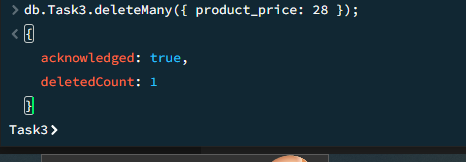 > db.Task3.deleteMany({ product_price: 28 });
< {
acknowledged: true,
deletedCount: 1
}
Task3>